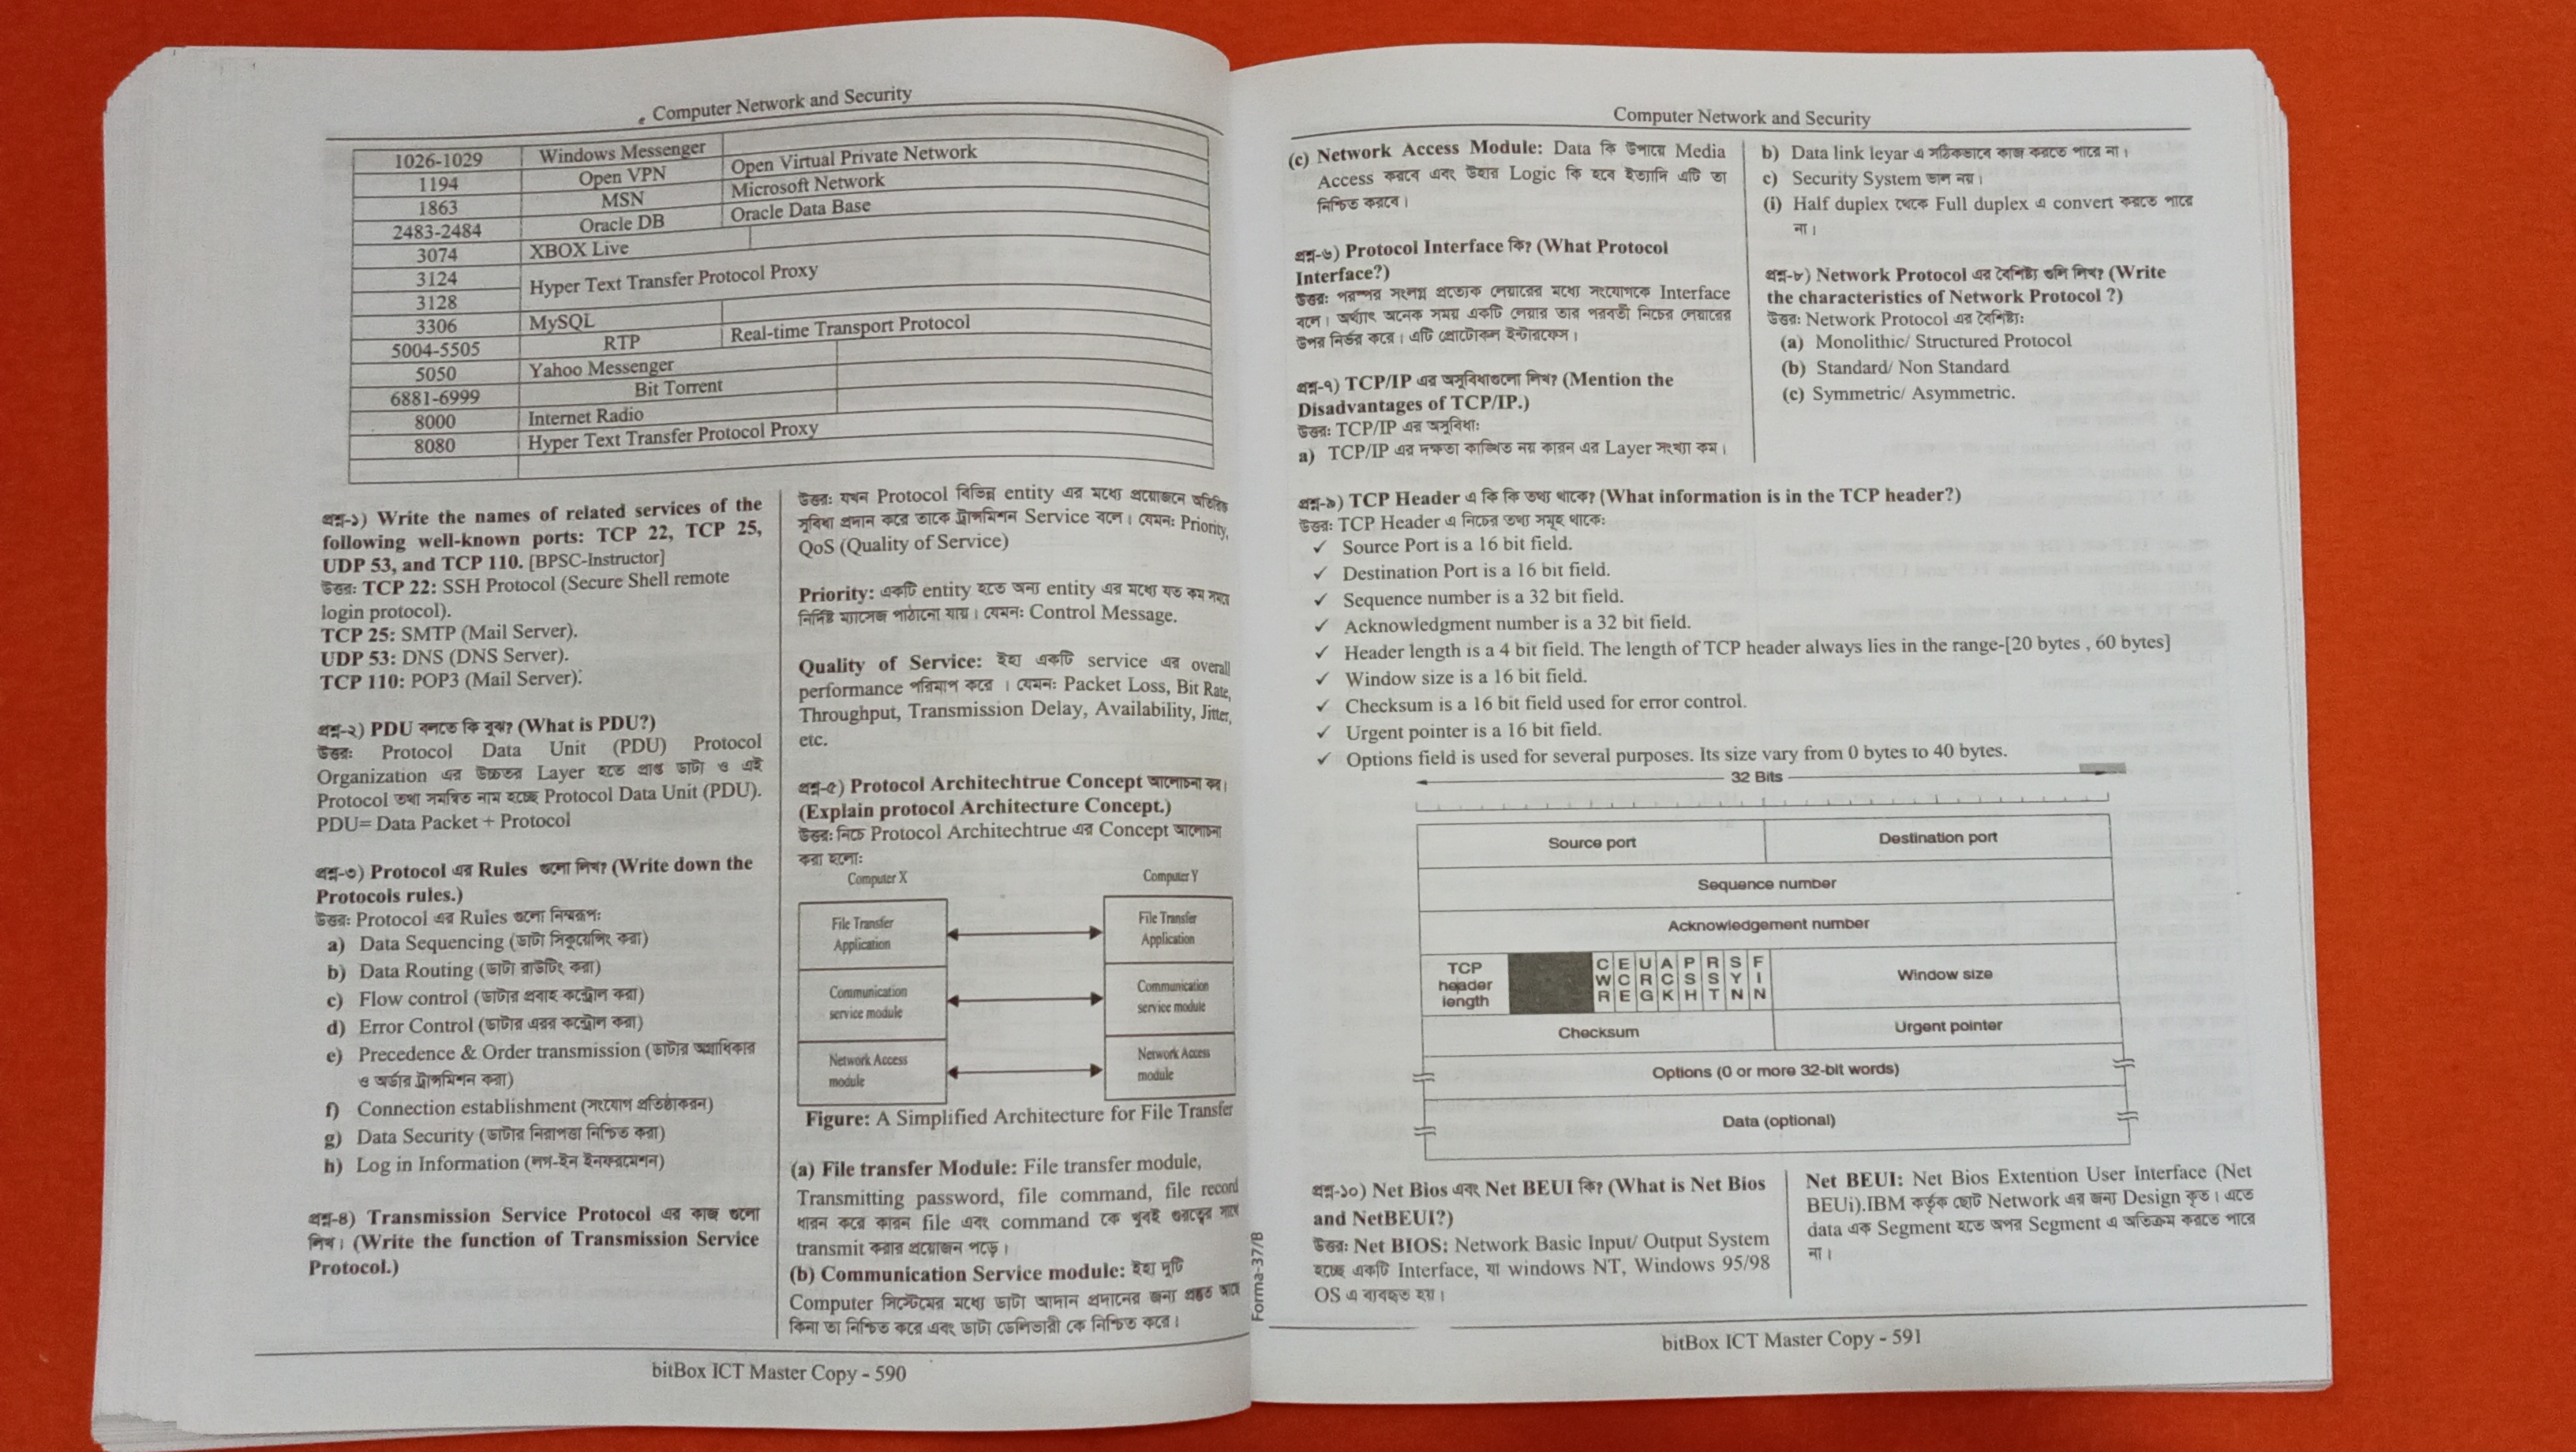 Computer Network and Security
1026-1029 Windows Messenger
1194 Open VPN Open Virtual Private Network
1863 MSN Microsoft Network
2483-2484 Oracle DB Oracle Data Base
3074 XBOX Live
3124 Hyper Text Transfer Protocol Proxy
3128
3306 MySQL
5004-5505 RTP Real-time Transport Protocol
5050 Yahoo Messenger
6881-6999 Bit Torrent
8000 Internet Radio
8080 Hyper Text Transfer Protocol Proxy
প্রশ্ন-১) Write the names of related services of the
following well-known ports: TCP 22, TCP 25,
UDP 53, and TCP 110. [BPSC-Instructor]
উত্তর: TCP 22: SSH Protocol (Secure Shell remote
login protocol).
TCP 25: SMTP (Mail Server).
UDP 53: DNS (DNS Server).
TCP 110: POP3 (Mail Server).
প্রশ্ন-২) PDU বলতে কি বুঝ? (What is PDU?)
উত্তর: Protocol Data Unit (PDU) Protocol
Organization এর উচ্চতর Layer হতে প্রাপ্ত ডাটা ও এই
Protocol তথা সমন্বিত নাম হচ্ছে Protocol Data Unit (PDU).
PDU= Data Packet + Protocol
প্রশ্ন-৩) Protocol এর Rules গুলো লিখ? (Write down the
Protocols rules.)
উত্তর: Protocol এর Rules গুলো নিম্মরূপ:
a) Data Sequencing (ডাটা সিকুয়েন্সিং করা)
b) Data Routing (ডাটা রাউটিং করা)
c) Flow control (ডাটার প্রবাহ কন্ট্রোল করা)
d) Error Control (ডাটার এরর কন্ট্রোল করা)
e) Precedence & Order transmission (ডাটার অগ্রাধিকার
ও অর্ডার ট্রান্সমিশন করা)
f) Connection establishment (সংযোগ প্রতিষ্ঠাকরন)
g) Data Security (ডাটার নিরাপত্তা নিশ্চিত করা)
h) Log in Information (লগ-ইন ইনফরমেশন)
প্রশ্ন-৪) Transmission Service Protocol এর কাজ গুলো
লিখ। (Write the function of Transmission Service
Protocol.)
উত্তর: যখন Protocol বিভিন্ন entity এর মধ্যে প্রয়োজনে অতিরিক্ত
সুবিধা প্রদান করে তাকে ট্রান্সমিশন Service বলে। যেমন: Priority,
QoS (Quality of Service)
Priority: একটি entity হতে অন্য entity এর মধ্যে যত কম সময়ে
নির্দিষ্ট ম্যাসেজ পাঠানো যায়। যেমন: Control Message.
Quality of Service: ইহা একটি service এর overall
performance পরিমাপ করে । যেমন: Packet Loss, Bit Rate,
Throughput, Transmission Delay, Availability, Jitter,
etc.
প্রশ্ন-৫) Protocol Architechtrue Concept আলোচনা কর।
(Explain protocol Architecture Concept.)
উত্তর: নিচে Protocol Architechtrue এর Concept আলোচনা
করা হলো:
Computer X Computer Y
File Transfer File Transfer
Application Application
Communication Communication
service module service module
Network Access Network Access
module module
Figure: A Simplified Architecture for File Transfer
(a) File transfer Module: File transfer module,
Transmitting password, file command, file record
ধারন করে কারন file এবং command কে খুবই গুরত্বের সাথে
transmit করার প্রয়োজন পড়ে।
(b) Communication Service module: ইহা দুটি
Computer সিস্টেমের মধ্যে ডাটা আদান প্রদানের জন্য প্রস্তুত আছে
কিনা তা নিশ্চিত করে এবং ডাটা ডেলিভারী কে নিশ্চিত করে।
bitBox ICT Master Copy - 590
Computer Network and Security
(c) Network Access Module: Data কি উপায়ে Media
Access করবে এবং উহার Logic কি হবে ইত্যাদি এটি তা
নিশ্চিত করবে।
প্রশ্ন-৬) Protocol Interface কি? (What Protocol
Interface?)
উত্তর: পরস্পর সংলগ্ন প্রত্যেক লেয়ারের মধ্যে সংযোগকে Interface
বলে। অর্থ্যাৎ অনেক সময় একটি লেয়ার তার পরবর্তী নিচের লেয়ারের
উপর নির্ভর করে। এটি প্রোটোকল ইন্টারফেস।
প্রশ্ন-৭) TCP/IP এর অসুবিধাগুলো লিখ? (Mention the
Disadvantages of TCP/IP.)
উত্তর: TCP/IP এর অসুবিধা:
a) TCP/IP এর দক্ষতা কাঙ্খিত নয় কারন এর Layer সংখ্যা কম।
b) Data link leyar এ সঠিকভাবে কাজ করতে পারে না।
c) Security System ভাল নয়।
(i) Half duplex থেকে Full duplex এ convert করতে পারে
না।
প্রশ্ন-৮) Network Protocol এর বৈশিষ্ট্য গুলি লিখ? (Write
the characteristics of Network Protocol ?)
উত্তর: Network Protocol এর বৈশিষ্ট্য:
(a) Monolithic/ Structured Protocol
(b) Standard/ Non Standard
(c) Symmetric/ Asymmetric.
প্রশ্ন-৯) TCP Header এ কি কি তথ্য থাকে? (What information is in the TCP header?)
উত্তর: TCP Header এ নিচের তথ্য সমূহ থাকে:
✓ Source Port is a 16 bit field.
✓ Destination Port is a 16 bit field.
✓ Sequence number is a 32 bit field.
✓ Acknowledgment number is a 32 bit field.
✓ Header length is a 4 bit field. The length of TCP header always lies in the range-[20 bytes , 60 bytes]
✓ Window size is a 16 bit field.
✓ Checksum is a 16 bit field used for error control.
✓ Urgent pointer is a 16 bit field.
✓ Options field is used for several purposes. Its size vary from 0 bytes to 40 bytes.
32 Bits
Source port Destination port
Sequence number
Acknowledgement number
TCP C E U A P R S F
header W C R C S S Y I Window size
length R E G K H T N N
Checksum Urgent pointer
Options (0 or more 32-bit words)
Data (optional)
প্রশ্ন-১০) Net Bios এবং Net BEUI কি? (What is Net Bios
and NetBEUI?)
উত্তর: Net BIOS: Network Basic Input/ Output System
হচ্ছে একটি Interface, যা windows NT, Windows 95/98
OS এ ব্যবহৃত হয়।
Net BEUI: Net Bios Extention User Interface (Net
BEUi).IBM কর্তৃক ছোট Network এর জন্য Design কৃত। এতে
data এক Segment হতে অপর Segment এ অতিক্রম করতে পারে
না।
Forma-37/B
bitBox ICT Master Copy - 591